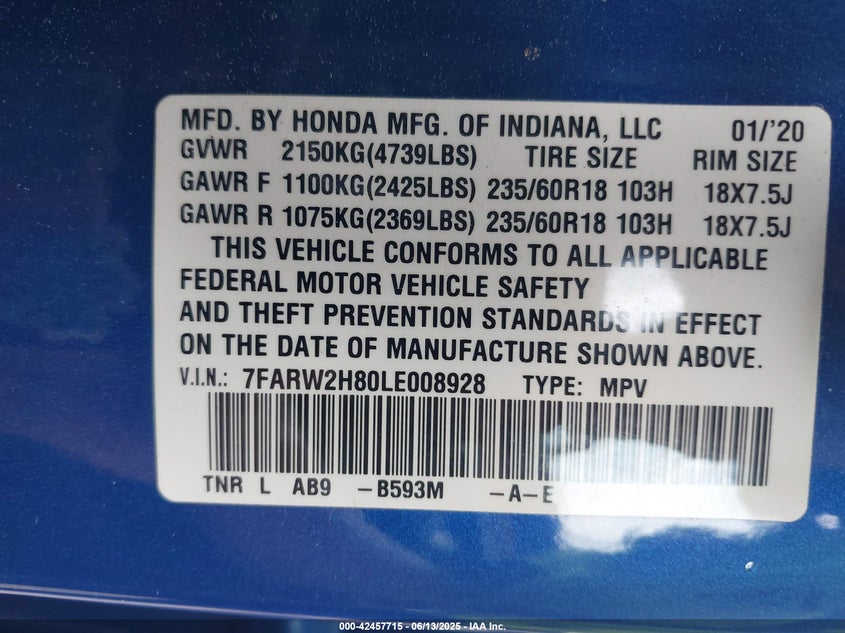 MFD. BY HONDA MFG. OF INDIANA, LLC 01/'20
GVWR 2150KG(4739LBS) TIRE SIZE RIM SIZE
GAWR F 1100KG(2425LBS) 235/60R18 103H 18X7.5J
GAWR R 1075KG(2369LBS) 235/60R18 103H 18X7.5J
THIS VEHICLE CONFORMS TO ALL APPLICABLE
FEDERAL MOTOR VEHICLE SAFETY
AND THEFT PREVENTION STANDARDS IN EFFECT
ON THE DATE OF MANUFACTURE SHOWN ABOVE.
V.I.N.: 7FARW2H80LE008928 TYPE: MPV
TNR L AB9 -B593M -A-E
000-42457715 - 06/13/2025 - IAA Inc.